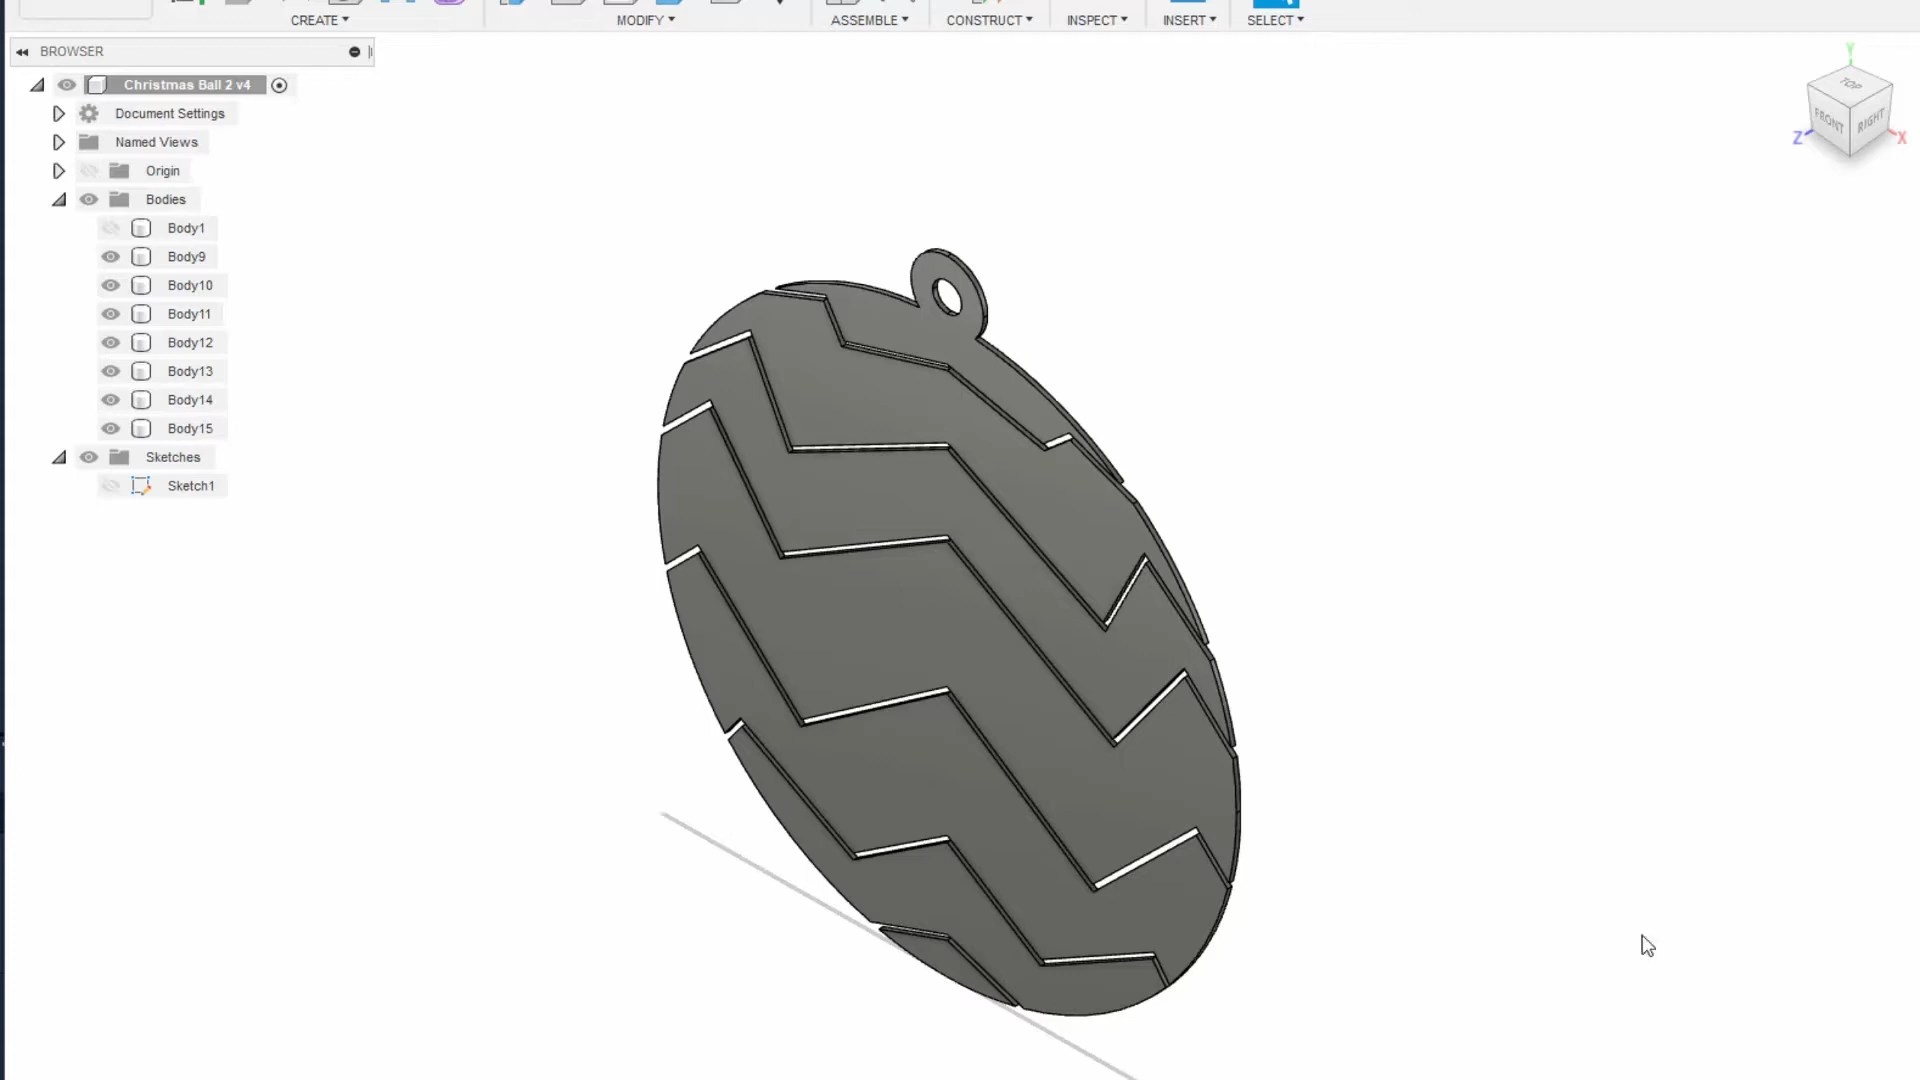 CREATE MODIFY ASSEMBLE CONSTRUCT INSPECT INSERT SELECT
BROWSER
Christmas Ball 2 v4
Document Settings
Named Views
Origin
Bodies
Body1
Body9
Body10
Body11
Body12
Body13
Body14
Body15
Sketches
Sketch1
Y
TOP
FRONT RIGHT
Z X